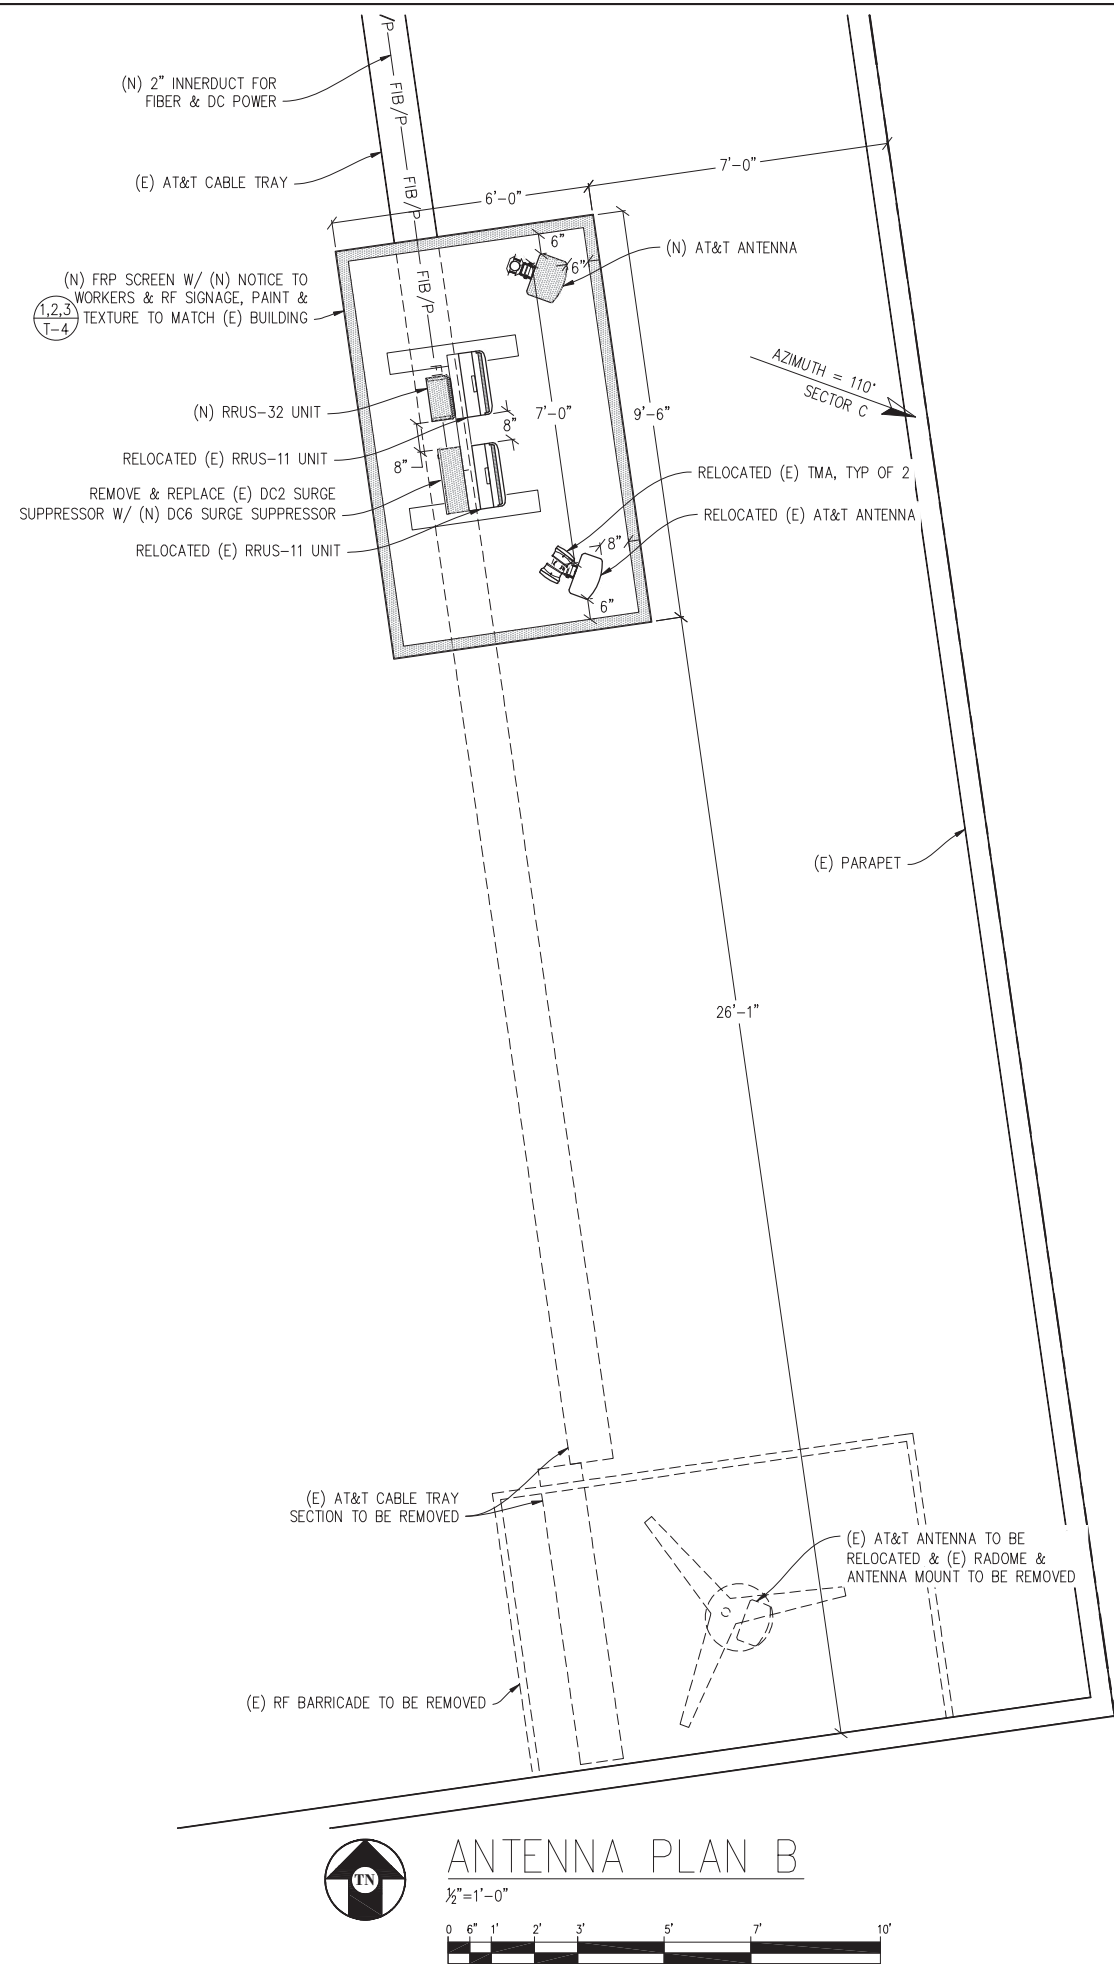 /P
(N) 2” INNERDUCT FOR
FIBER & DC POWER
FIB/P
(E) AT&T CABLE TRAY
FIB/P
7’-0”
6’-0”
6”
6”
(N) AT&T ANTENNA
(N) FRP SCREEN W/ (N) NOTICE TO
WORKERS & RF SIGNAGE, PAINT &
TEXTURE TO MATCH (E) BUILDING
1,2,3
T-4
FIB/P
AZIMUTH = 110°
SECTOR C
(N) RRUS-32 UNIT
7’-0”
9’-6”
8”
RELOCATED (E) RRUS-11 UNIT
8”
RELOCATED (E) TMA, TYP OF 2
REMOVE & REPLACE (E) DC2 SURGE
SUPPRESSOR W/ (N) DC6 SURGE SUPPRESSOR
RELOCATED (E) AT&T ANTENNA
RELOCATED (E) RRUS-11 UNIT
8”
6”
(E) PARAPET
26’-1”
(E) AT&T CABLE TRAY
SECTION TO BE REMOVED
(E) AT&T ANTENNA TO BE
RELOCATED & (E) RADOME &
ANTENNA MOUNT TO BE REMOVED
(E) RF BARRICADE TO BE REMOVED
TN
ANTENNA PLAN B
½”=1’-0”
0 6” 1’ 2’ 3’ 5’ 7’ 10’